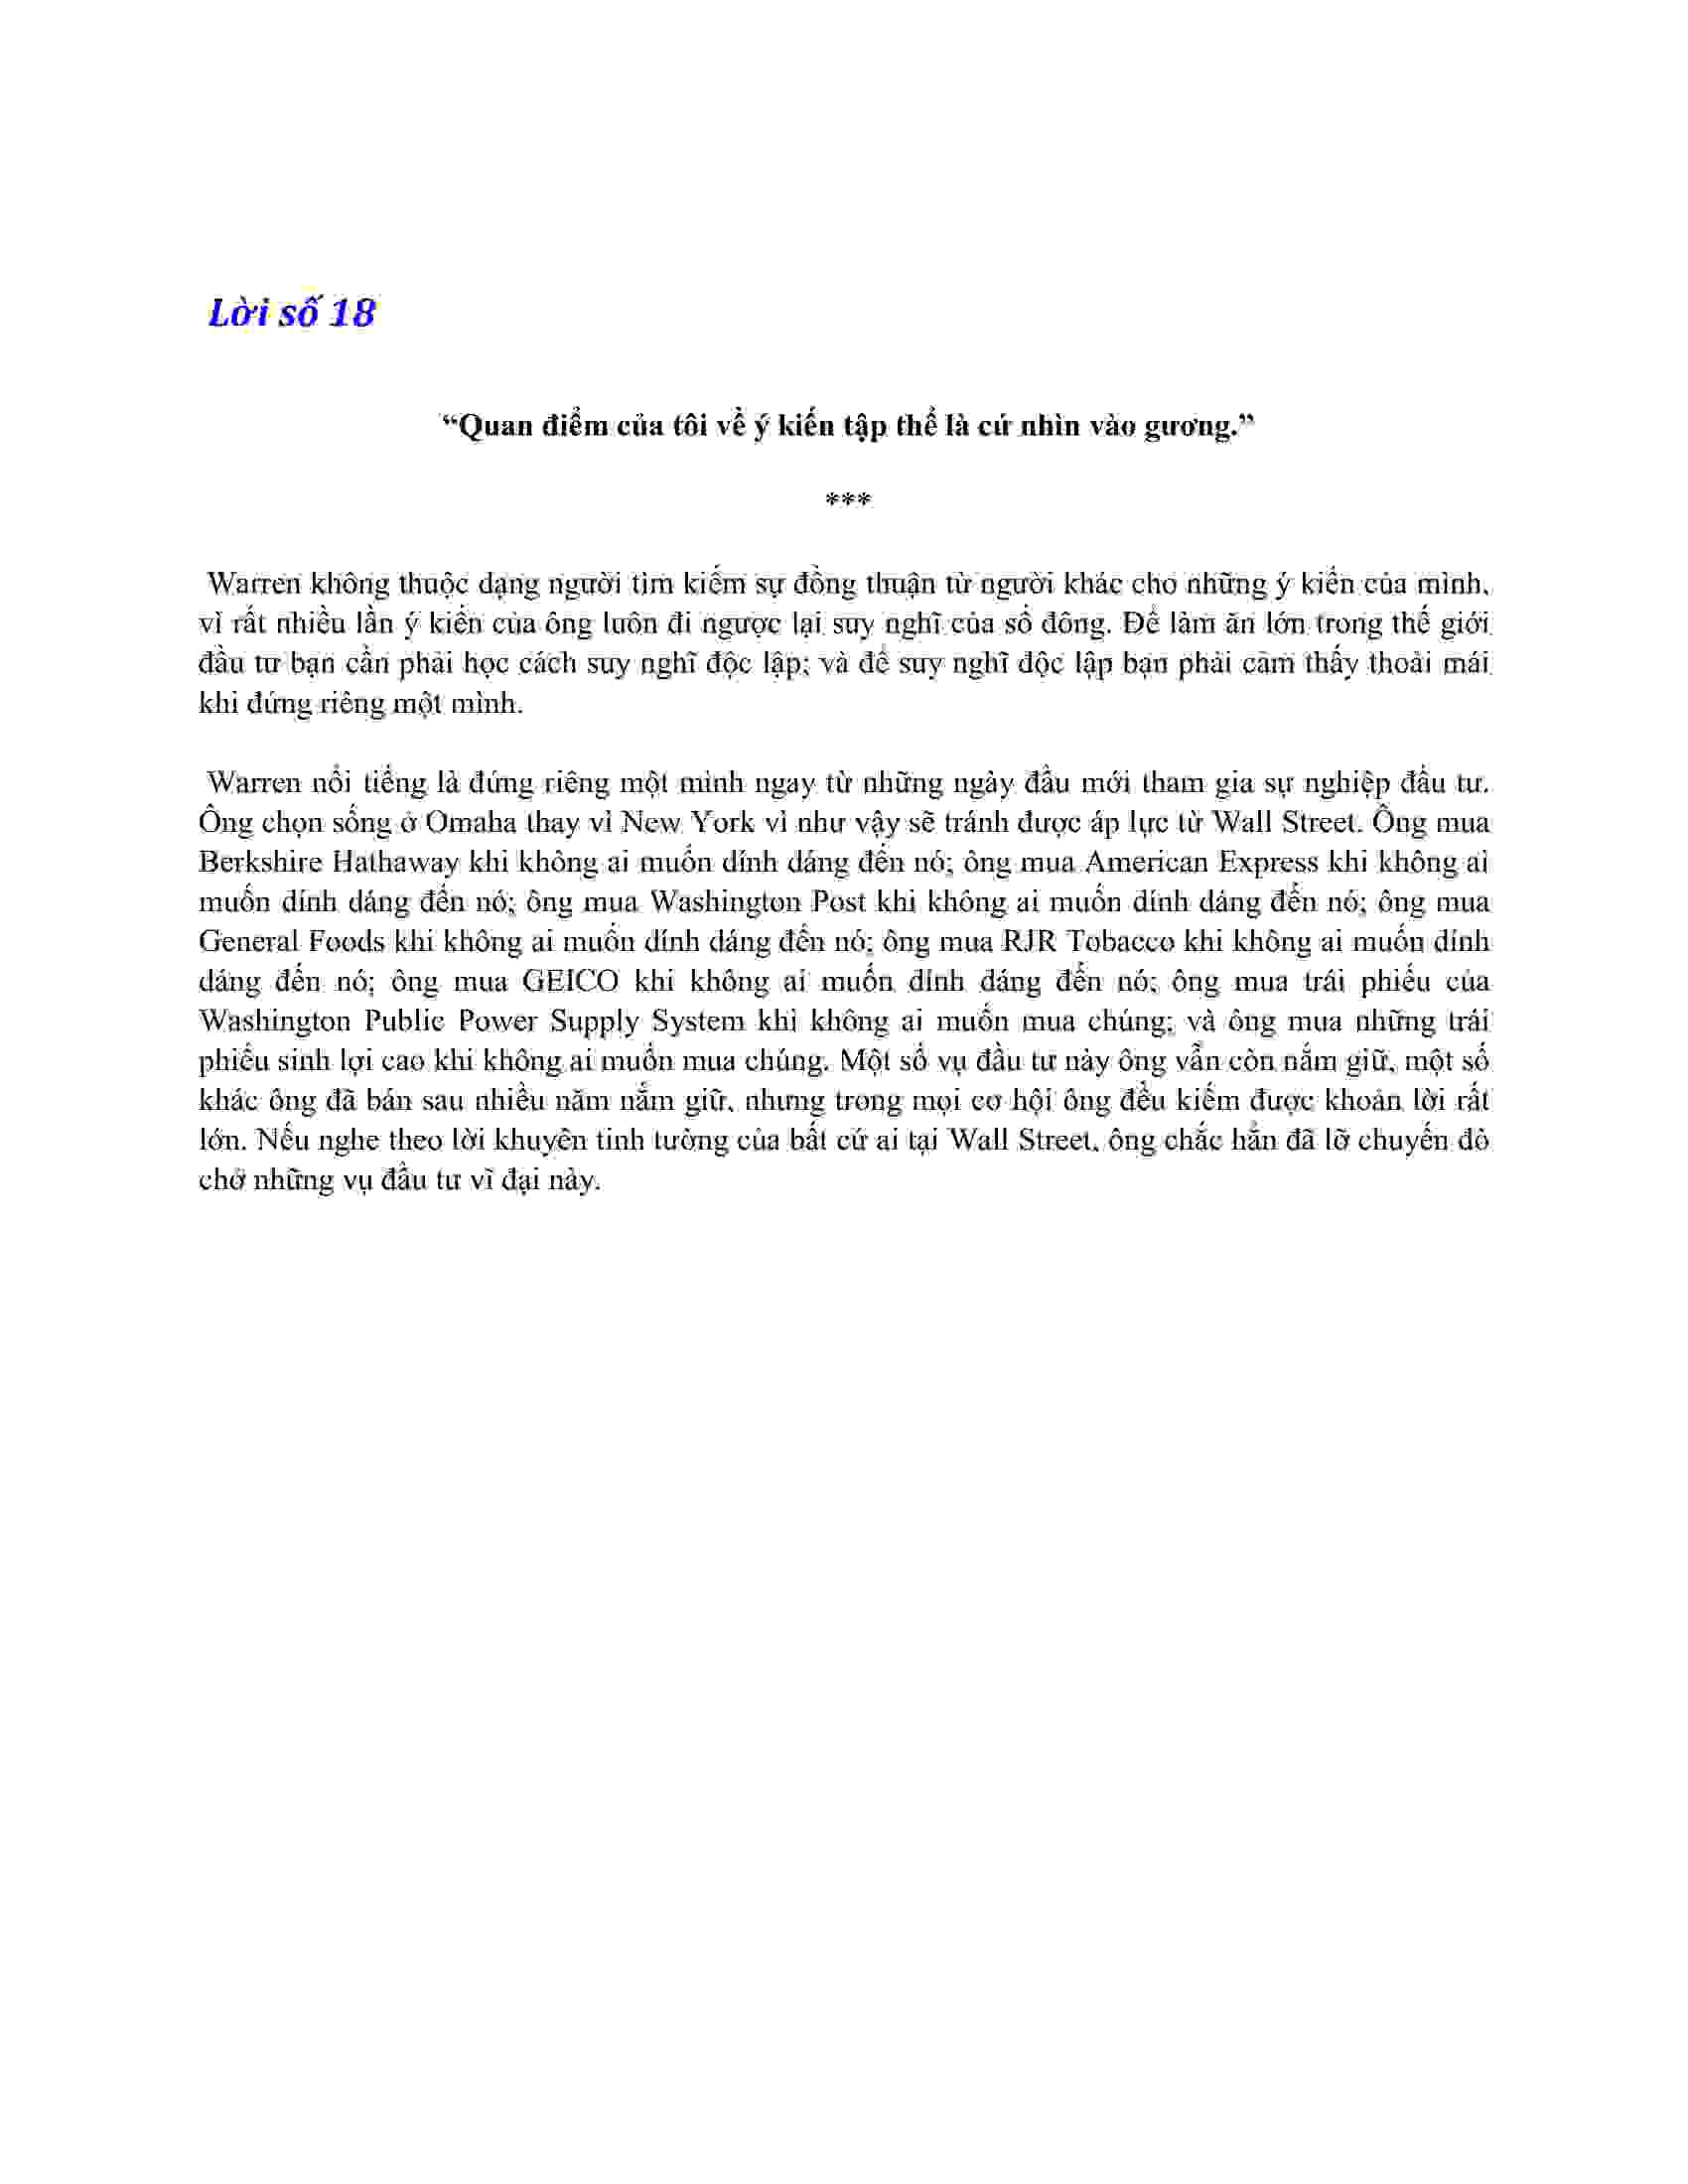 Lời số 18
“Quan điểm của tôi về ý kiến tập thể là cứ nhìn vào gương.”
***
Warren không thuộc dạng người tìm kiếm sự đồng thuận từ người khác cho những ý kiến của mình,
vì rất nhiều lần ý kiến của ông luôn đi ngược lại suy nghĩ của số đông. Để làm ăn lớn trong thế giới
đầu tư bạn cần phải học cách suy nghĩ độc lập; và để suy nghĩ độc lập bạn phải cảm thấy thoải mái
khi đứng riêng một mình.
Warren nổi tiếng là đứng riêng một mình ngay từ những ngày đầu mới tham gia sự nghiệp đầu tư.
Ông chọn sống ở Omaha thay vì New York vì như vậy sẽ tránh được áp lực từ Wall Street. Ông mua
Berkshire Hathaway khi không ai muốn dính dáng đến nó; ông mua American Express khi không ai
muốn dính dáng đến nó; ông mua Washington Post khi không ai muốn dính dáng đến nó; ông mua
General Foods khi không ai muốn dính dáng đến nó; ông mua RJR Tobacco khi không ai muốn dính
dáng đến nó; ông mua GEICO khi không ai muốn dính dáng đến nó; ông mua trái phiếu của
Washington Public Power Supply System khi không ai muốn mua chúng; và ông mua những trái
phiếu sinh lợi cao khi không ai muốn mua chúng. Một số vụ đầu tư này ông vẫn còn nắm giữ, một số
khác ông đã bán sau nhiều năm nắm giữ, nhưng trong mọi cơ hội ông đều kiếm được khoản lời rất
lớn. Nếu nghe theo lời khuyên tinh tường của bất cứ ai tại Wall Street, ông chắc hẳn đã lỡ chuyến đò
chở những vụ đầu tư vĩ đại này.